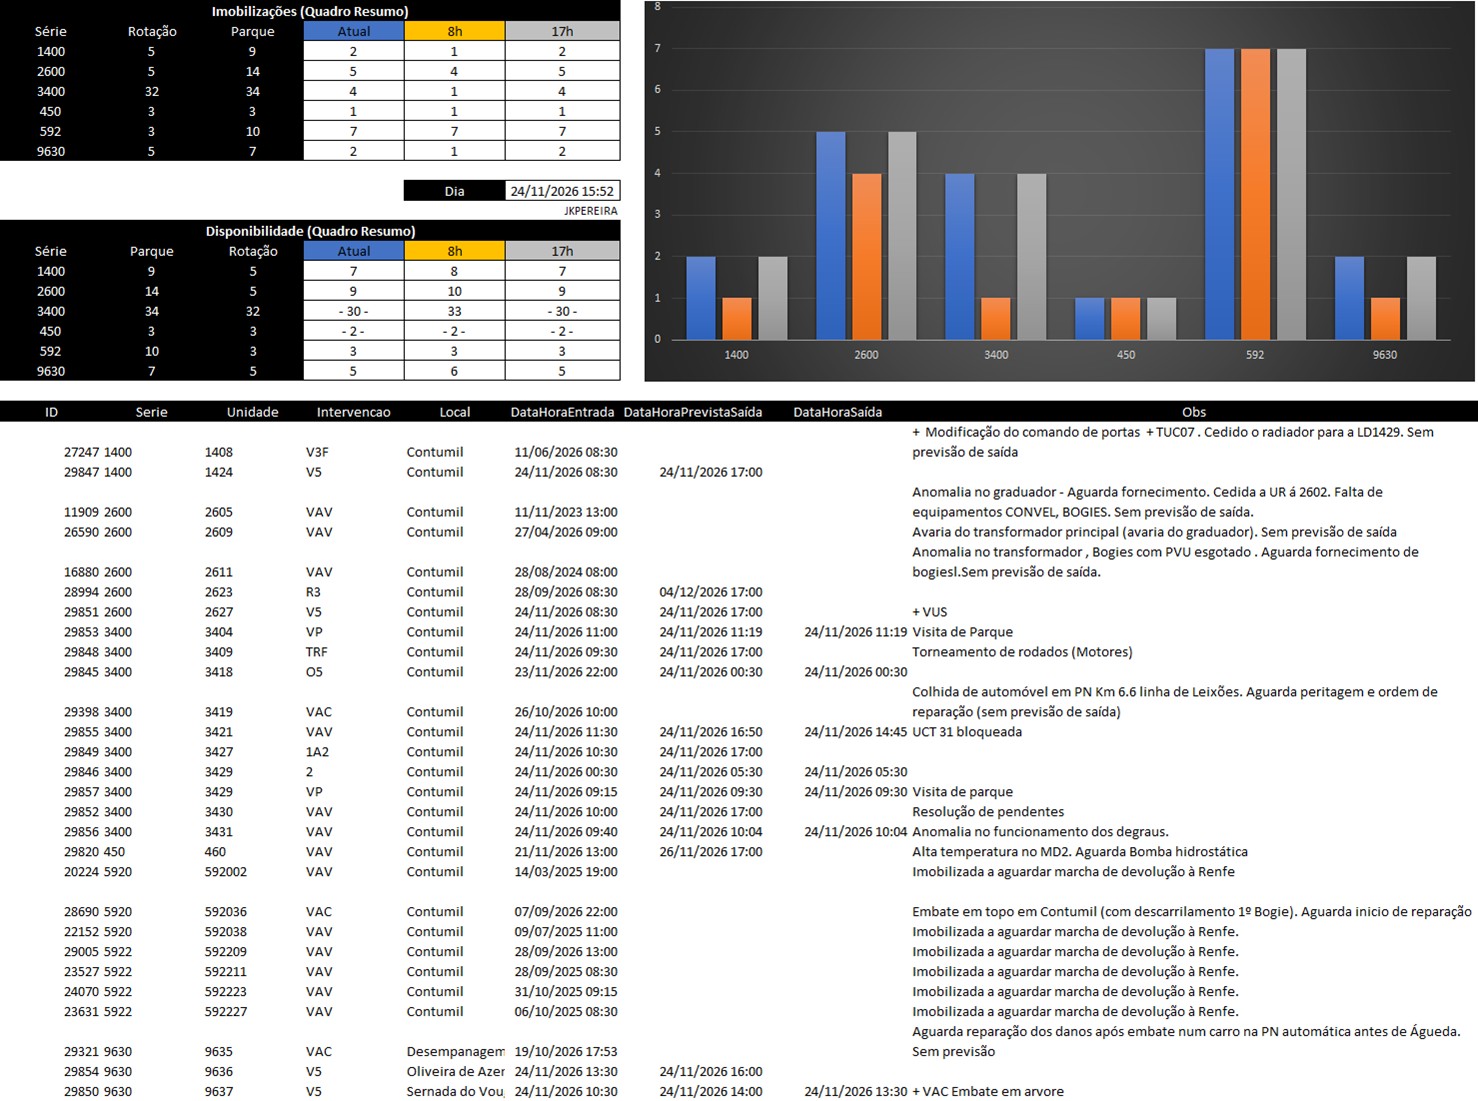 Imobilizações (Quadro Resumo)
Série Rotação Parque Atual 8h 17h
1400 5 9 2 1 2
2600 5 14 5 4 5
3400 32 34 4 1 4
450 3 3 1 1 1
592 3 10 7 7 7
9630 5 7 2 1 2
Dia 24/11/2026 15:52
JKPEREIRA
Disponibilidade (Quadro Resumo)
Série Parque Rotação Atual 8h 17h
1400 9 5 7 8 7
2600 14 5 9 10 9
3400 34 32 - 30 - 33 - 30 -
450 3 3 - 2 - - 2 - - 2 -
592 10 3 3 3 3
9630 7 5 5 6 5
8
7
6
5
4
3
2
1
0
1400 2600 3400 450 592 9630
ID Serie Unidade Intervencao Local DataHoraEntrada DataHoraPrevistaSaída DataHoraSaída Obs
+ Modificação do comando de portas + TUC07 . Cedido o radiador para a LD1429. Sem
27247 1400 1408 V3F Contumil 11/06/2026 08:30 previsão de saída
29847 1400 1424 V5 Contumil 24/11/2026 08:30 24/11/2026 17:00
Anomalia no graduador - Aguarda fornecimento. Cedida a UR á 2602. Falta de
11909 2600 2605 VAV Contumil 11/11/2023 13:00 equipamentos CONVEL, BOGIES. Sem previsão de saída.
26590 2600 2609 VAV Contumil 27/04/2026 09:00 Avaria do transformador principal (avaria do graduador). Sem previsão de saída
Anomalia no transformador , Bogies com PVU esgotado . Aguarda fornecimento de
16880 2600 2611 VAV Contumil 28/08/2024 08:00 bogiesl.Sem previsão de saída.
28994 2600 2623 R3 Contumil 28/09/2026 08:30 04/12/2026 17:00
29851 2600 2627 V5 Contumil 24/11/2026 08:30 24/11/2026 17:00 + VUS
29853 3400 3404 VP Contumil 24/11/2026 11:00 24/11/2026 11:19 24/11/2026 11:19 Visita de Parque
29848 3400 3409 TRF Contumil 24/11/2026 09:30 24/11/2026 17:00 Torneamento de rodados (Motores)
29845 3400 3418 O5 Contumil 23/11/2026 22:00 24/11/2026 00:30 24/11/2026 00:30
Colhida de automóvel em PN Km 6.6 linha de Leixões. Aguarda peritagem e ordem de
29398 3400 3419 VAC Contumil 26/10/2026 10:00 reparação (sem previsão de saída)
29855 3400 3421 VAV Contumil 24/11/2026 11:30 24/11/2026 16:50 24/11/2026 14:45 UCT 31 bloqueada
29849 3400 3427 1A2 Contumil 24/11/2026 10:30 24/11/2026 17:00
29846 3400 3429 2 Contumil 24/11/2026 00:30 24/11/2026 05:30 24/11/2026 05:30
29857 3400 3429 VP Contumil 24/11/2026 09:15 24/11/2026 09:30 24/11/2026 09:30 Visita de parque
29852 3400 3430 VAV Contumil 24/11/2026 10:00 24/11/2026 17:00 Resolução de pendentes
29856 3400 3431 VAV Contumil 24/11/2026 09:40 24/11/2026 10:04 24/11/2026 10:04 Anomalia no funcionamento dos degraus.
29820 450 460 VAV Contumil 21/11/2026 13:00 26/11/2026 17:00 Alta temperatura no MD2. Aguarda Bomba hidrostática
20224 5920 592002 VAV Contumil 14/03/2025 19:00 Imobilizada a aguardar marcha de devolução à Renfe
28690 5920 592036 VAC Contumil 07/09/2026 22:00 Embate em topo em Contumil (com descarrilamento 1º Bogie). Aguarda inicio de reparação
22152 5920 592038 VAV Contumil 09/07/2025 11:00 Imobilizada a aguardar marcha de devolução à Renfe.
29005 5922 592209 VAV Contumil 28/09/2026 13:00 Imobilizada a aguardar marcha de devolução à Renfe.
23527 5922 592211 VAV Contumil 28/09/2025 08:30 Imobilizada a aguardar marcha de devolução à Renfe.
24070 5922 592223 VAV Contumil 31/10/2025 09:15 Imobilizada a aguardar marcha de devolução à Renfe.
23631 5922 592227 VAV Contumil 06/10/2025 08:30 Imobilizada a aguardar marcha de devolução à Renfe.
Aguarda reparação dos danos após embate num carro na PN automática antes de Águeda.
29321 9630 9635 VAC Desempanagem 19/10/2026 17:53 Sem previsão
29854 9630 9636 V5 Oliveira de Azer 24/11/2026 13:30 24/11/2026 16:00
29850 9630 9637 V5 Sernada do Vou 24/11/2026 10:30 24/11/2026 14:00 24/11/2026 13:30 + VAC Embate em arvore